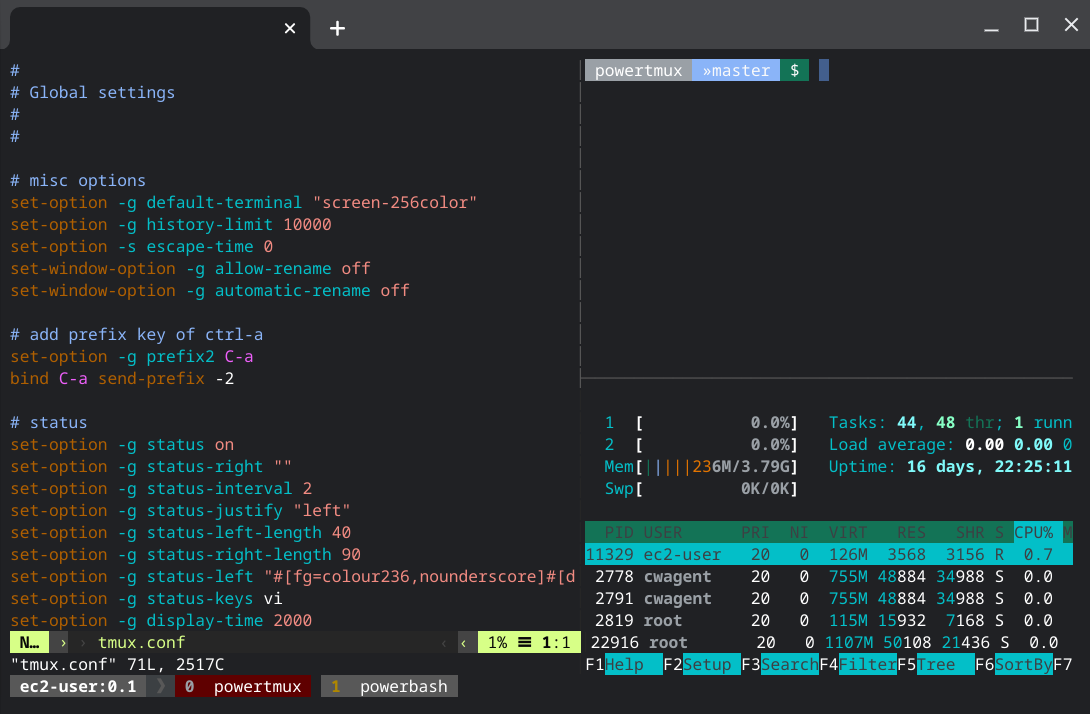 #
# Global settings
#
#
# misc options
set-option -g default-terminal "screen-256color"
set-option -g history-limit 10000
set-option -s escape-time 0
set-window-option -g allow-rename off
set-window-option -g automatic-rename off
# add prefix key of ctrl-a
set-option -g prefix2 C-a
bind C-a send-prefix -2
# status
set-option -g status on
set-option -g status-right ""
set-option -g status-interval 2
set-option -g status-justify "left"
set-option -g status-left-length 40
set-option -g status-right-length 90
set-option -g status-left "#[fg=colour236,nounderscore]#[d
set-option -g status-keys vi
set-option -g display-time 2000
N… › › tmux.conf ‹ ‹ 1% ☰ 1:1
"tmux.conf" 71L, 2517C
powertmux »master $
1 [ 0.0%] Tasks: 44, 48 thr; 1 runn
2 [ 0.0%] Load average: 0.00 0.00 0
Mem[|||||236M/3.79G] Uptime: 16 days, 22:25:11
Swp[ 0K/0K]
PID USER PRI NI VIRT RES SHR S CPU% M
11329 ec2-user 20 0 126M 3568 3156 R 0.7
2778 cwagent 20 0 755M 48884 34988 S 0.0
2791 cwagent 20 0 755M 48884 34988 S 0.0
2819 root 20 0 115M 15932 7168 S 0.0
22916 root 20 0 1107M 50108 21436 S 0.0
F1Help F2Setup F3SearchF4FilterF5Tree F6SortByF7
ec2-user:0.1 ❯ 0 powertmux 1 powerbash